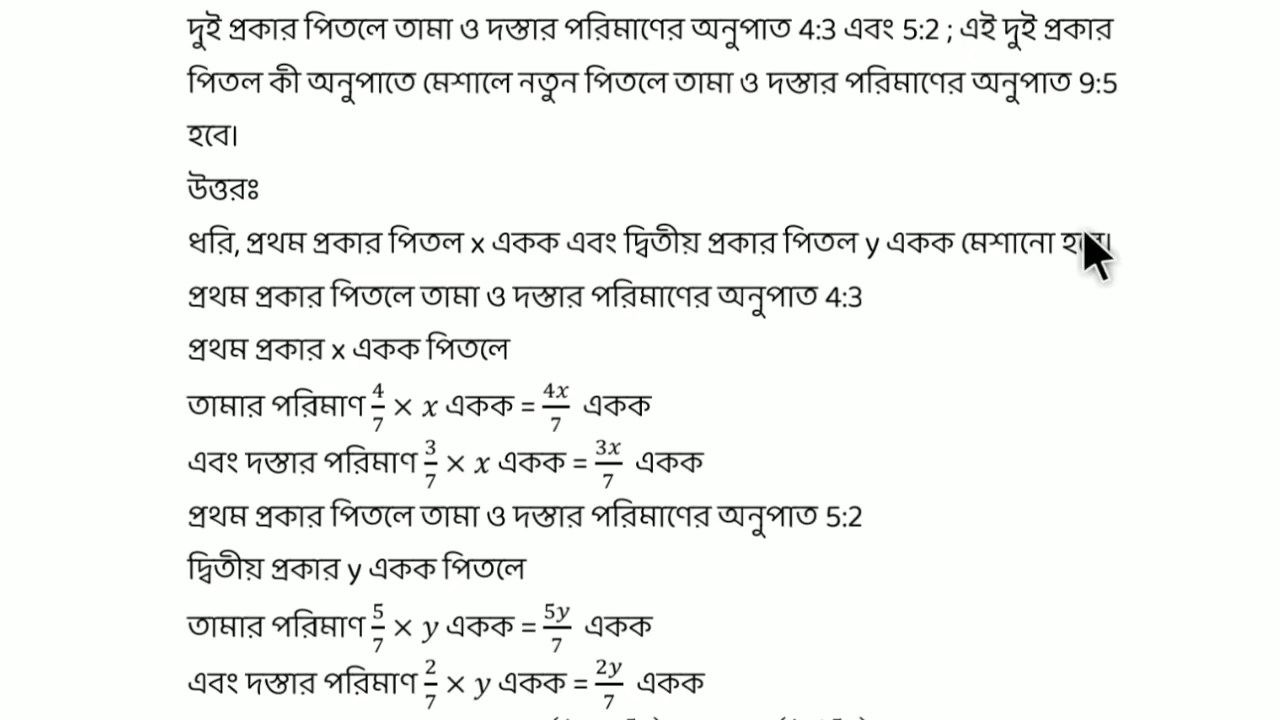 দুই প্রকার পিতলে তামা ও দস্তার পরিমাণের অনুপাত 4:3 এবং 5:2 ; এই দুই প্রকার
পিতল কী অনুপাতে মেশালে নতুন পিতলে তামা ও দস্তার পরিমাণের অনুপাত 9:5
হবে।
উত্তরঃ
ধরি, প্রথম প্রকার পিতল x একক এবং দ্বিতীয় প্রকার পিতল y একক মেশানো
প্রথম প্রকার পিতলে তামা ও দস্তার পরিমাণের অনুপাত 4:3
প্রথম প্রকার x একক পিতলে
তামার পরিমাণ 4/7 × x একক = 4x/7 একক
এবং দস্তার পরিমাণ 3/7 × x একক = 3x/7 একক
প্রথম প্রকার পিতলে তামা ও দস্তার পরিমাণের অনুপাত 5:2
দ্বিতীয় প্রকার y একক পিতলে
তামার পরিমাণ 5/7 × y একক = 5y/7 একক
এবং দস্তার পরিমাণ 2/7 × y একক = 2y/7 একক